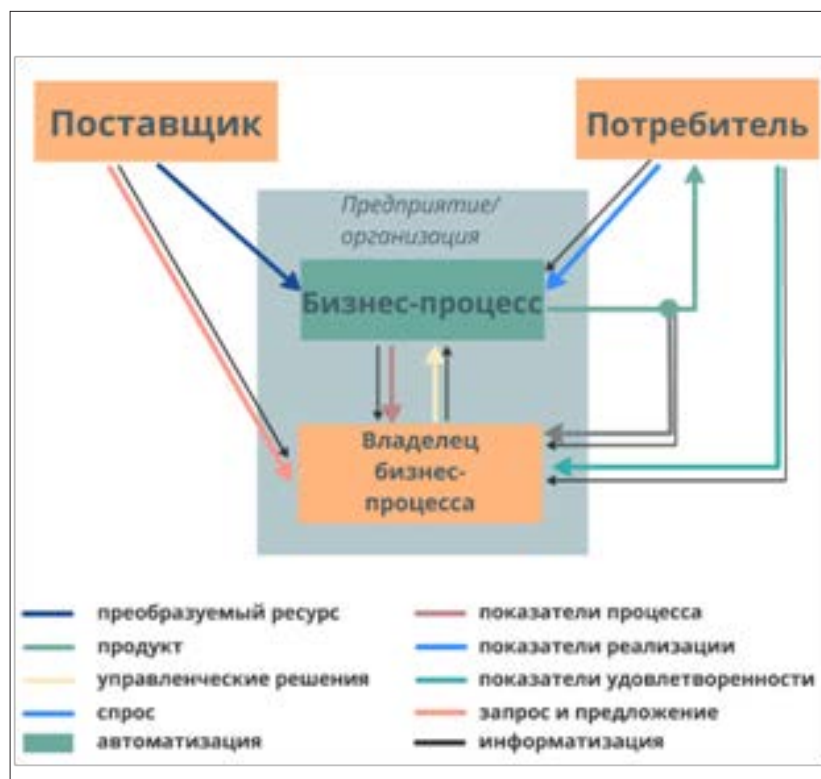 Поставщик
Потребитель
Предприятие/
организация
Бизнес-процесс
Владелец
бизнес-
процесса
преобразуемый ресурс
продукт
управленческие решения
спрос
автоматизация
показатели процесса
показатели реализации
показатели удовлетворенности
запрос и предложение
информатизация